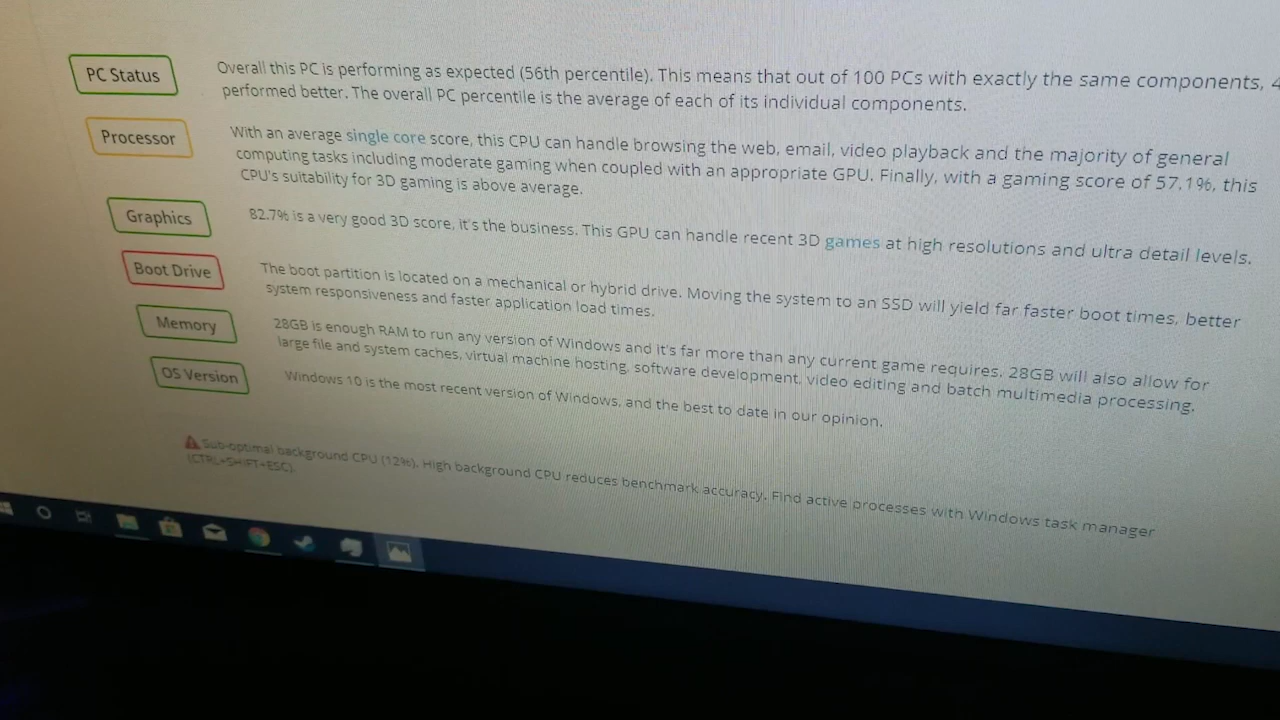 PC Status
Overall this PC is performing as expected (56th percentile). This means that out of 100 PCs with exactly the same components, 4
performed better. The overall PC percentile is the average of each of its individual components.
Processor
With an average single core score, this CPU can handle browsing the web, email, video playback and the majority of general
computing tasks including moderate gaming when coupled with an appropriate GPU. Finally, with a gaming score of 57.1%, this
CPU's suitability for 3D gaming is above average.
Graphics
82.7% is a very good 3D score, it's the business. This GPU can handle recent 3D games at high resolutions and ultra detail levels.
Boot Drive
The boot partition is located on a mechanical or hybrid drive. Moving the system to an SSD will yield far faster boot times, better
system responsiveness and faster application load times.
Memory
28GB is enough RAM to run any version of Windows and it's far more than any current game requires. 28GB will also allow for
large file and system caches, virtual machine hosting, software development, video editing and batch multimedia processing.
OS Version
Windows 10 is the most recent version of Windows, and the best to date in our opinion.
Sub-optimal background CPU (12%). High background CPU reduces benchmark accuracy. Find active processes with Windows task manager
(CTRL+SHIFT+ESC).